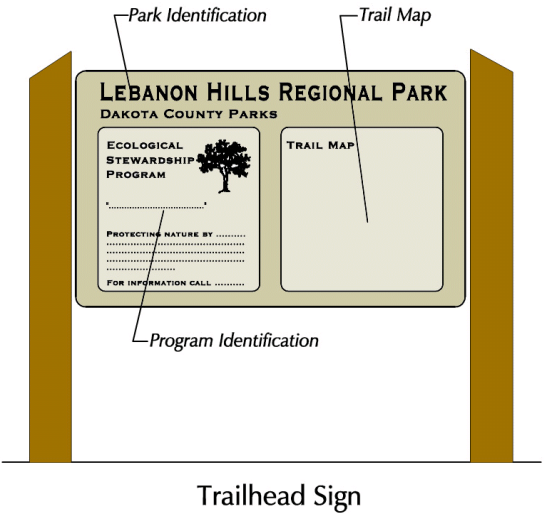 Park Identification
Trail Map
LEBANON HILLS REGIONAL PARK
DAKOTA COUNTY PARKS
ECOLOGICAL
STEWARDSHIP
PROGRAM
"............................"
PROTECTING NATURE BY .........
FOR INFORMATION CALL .........
TRAIL MAP
Program Identification
Trailhead Sign